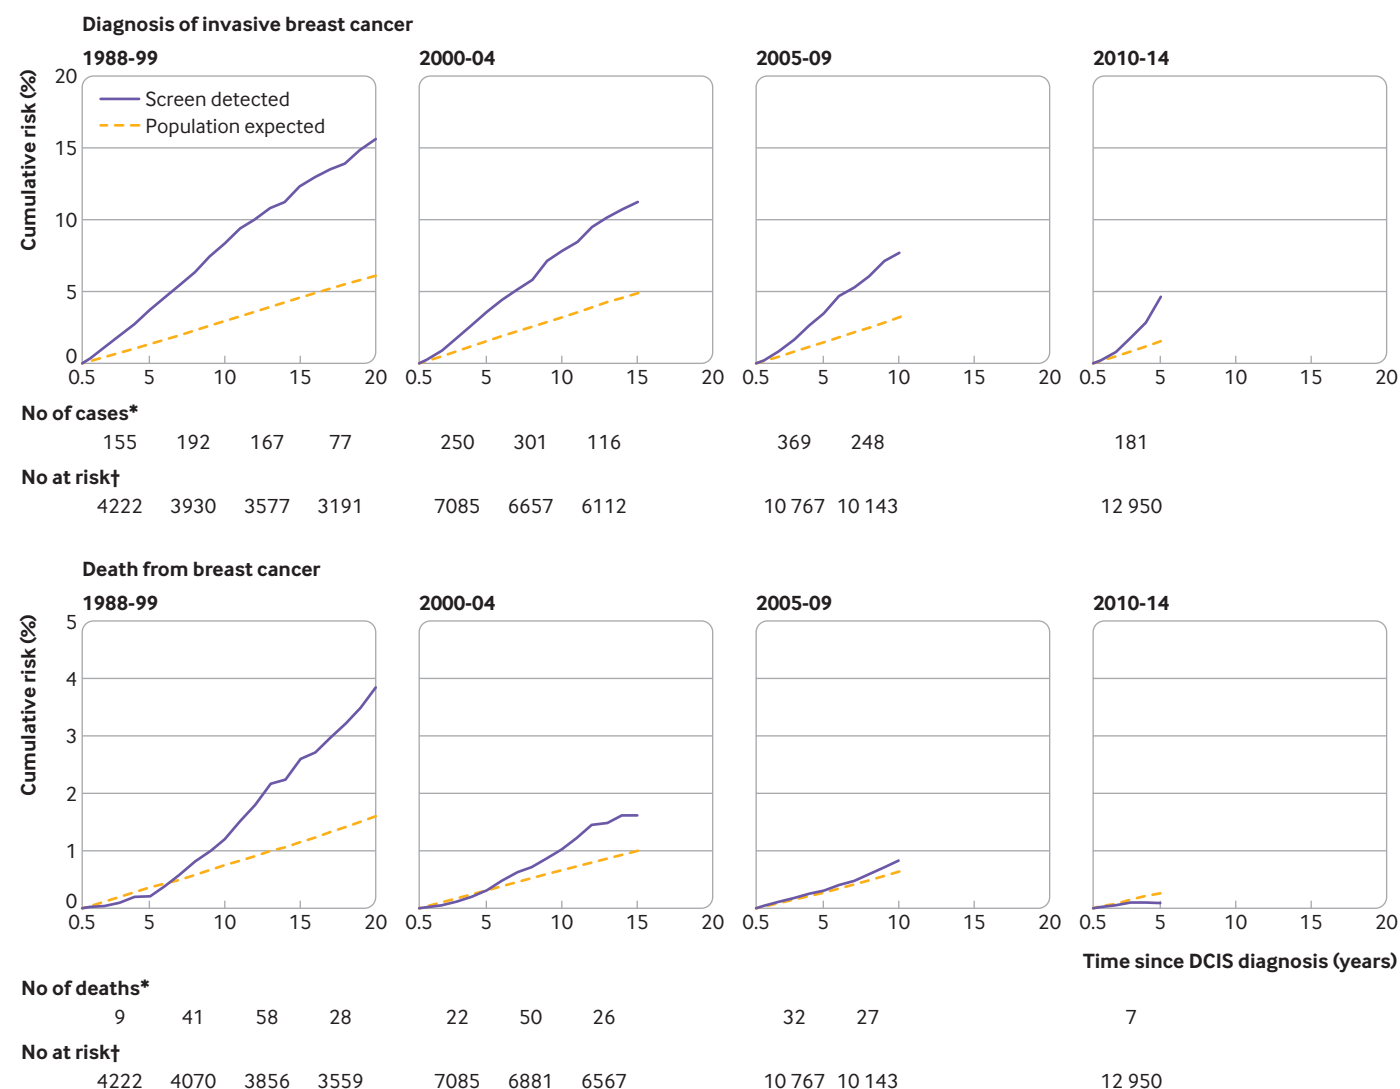 Diagnosis of invasive breast cancer
1988-99 2000-04 2005-09 2010-14
Cumulative risk (%)
20
15
10
5
0
Screen detected
Population expected
0.5 5 10 15 20 0.5 5 10 15 20 0.5 5 10 15 20 0.5 5 10 15 20
No of cases*
155 192 167 77 250 301 116 369 248 181
No at risk†
4222 3930 3577 3191 7085 6657 6112 10 767 10 143 12 950
Death from breast cancer
1988-99 2000-04 2005-09 2010-14
Cumulative risk (%)
5
4
3
2
1
0
0.5 5 10 15 20 0.5 5 10 15 20 0.5 5 10 15 20 0.5 5 10 15 20
Time since DCIS diagnosis (years)
No of deaths*
9 41 58 28 22 50 26 32 27 7
No at risk†
4222 4070 3856 3559 7085 6881 6567 10 767 10 143 12 950